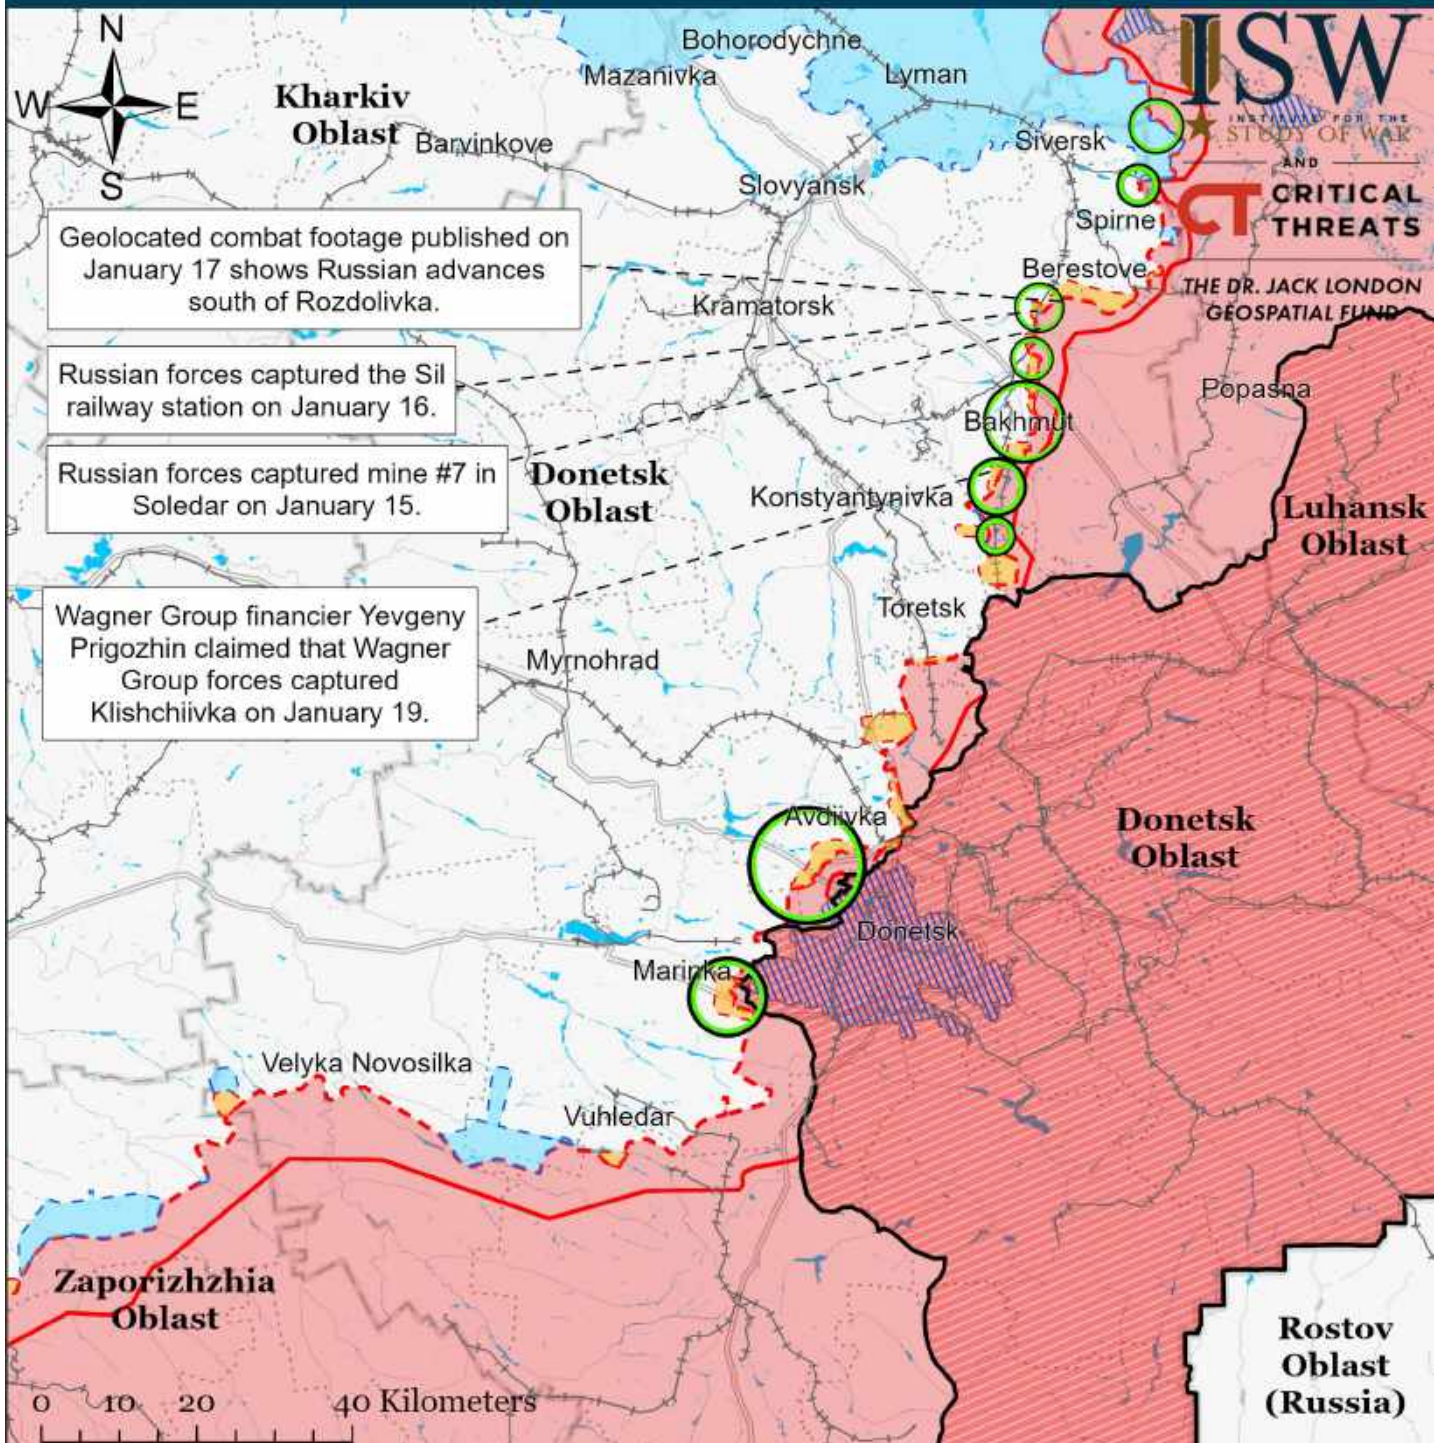 N
W E
S
ISW
INSTITUTE FOR THE
STUDY OF WAR
AND
CT CRITICAL
THREATS
THE DR. JACK LONDON
GEOSPATIAL FUND
Bohorodychne
Mazanivka
Lyman
Kharkiv
Oblast
Barvinkove
Siversk
Slovyansk
Spirne
Geolocated combat footage published on
January 17 shows Russian advances
south of Rozdolivka.
Berestove
Kramatorsk
Russian forces captured the Sil
railway station on January 16.
Popasna
Bakhmut
Russian forces captured mine #7 in
Soledar on January 15.
Donetsk
Oblast
Konstyantynivka
Luhansk
Oblast
Wagner Group financier Yevgeny
Prigozhin claimed that Wagner
Group forces captured
Klishchiivka on January 19.
Toretsk
Myrnohrad
Avdiivka
Donetsk
Oblast
Donetsk
Marinka
Velyka Novosilka
Vuhledar
Zaporizhzhia
Oblast
Rostov
Oblast
(Russia)
0 10 20 40 Kilometers